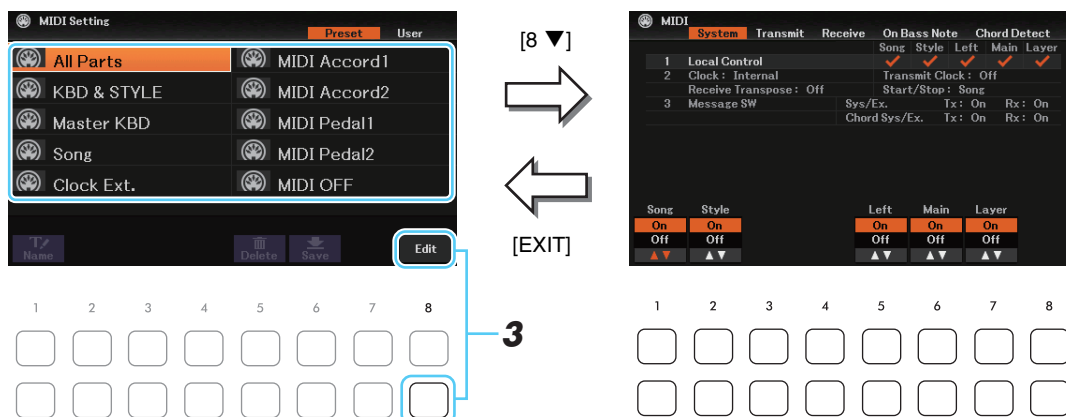 MIDI Setting
Preset User
All Parts MIDI Accord1
KBD & STYLE MIDI Accord2
Master KBD MIDI Pedal1
Song MIDI Pedal2
Clock Ext. MIDI OFF
T/ Name Delete Save Edit
1 2 3 4 5 6 7 8
3
[8 ▼]
[EXIT]
MIDI
System Transmit Receive On Bass Note Chord Detect
Song Style Left Main Layer
1 Local Control ✓ ✓ ✓ ✓ ✓
2 Clock : Internal Transmit Clock : Off
Receive Transpose : Off Start/Stop : Song
3 Message SW Sys/Ex. Tx : On Rx : On
Chord Sys/Ex. Tx : On Rx : On
Song Style Left Main Layer
On On On On On
Off Off Off Off Off
▲▼ ▲▼ ▲▼ ▲▼ ▲▼
1 2 3 4 5 6 7 8